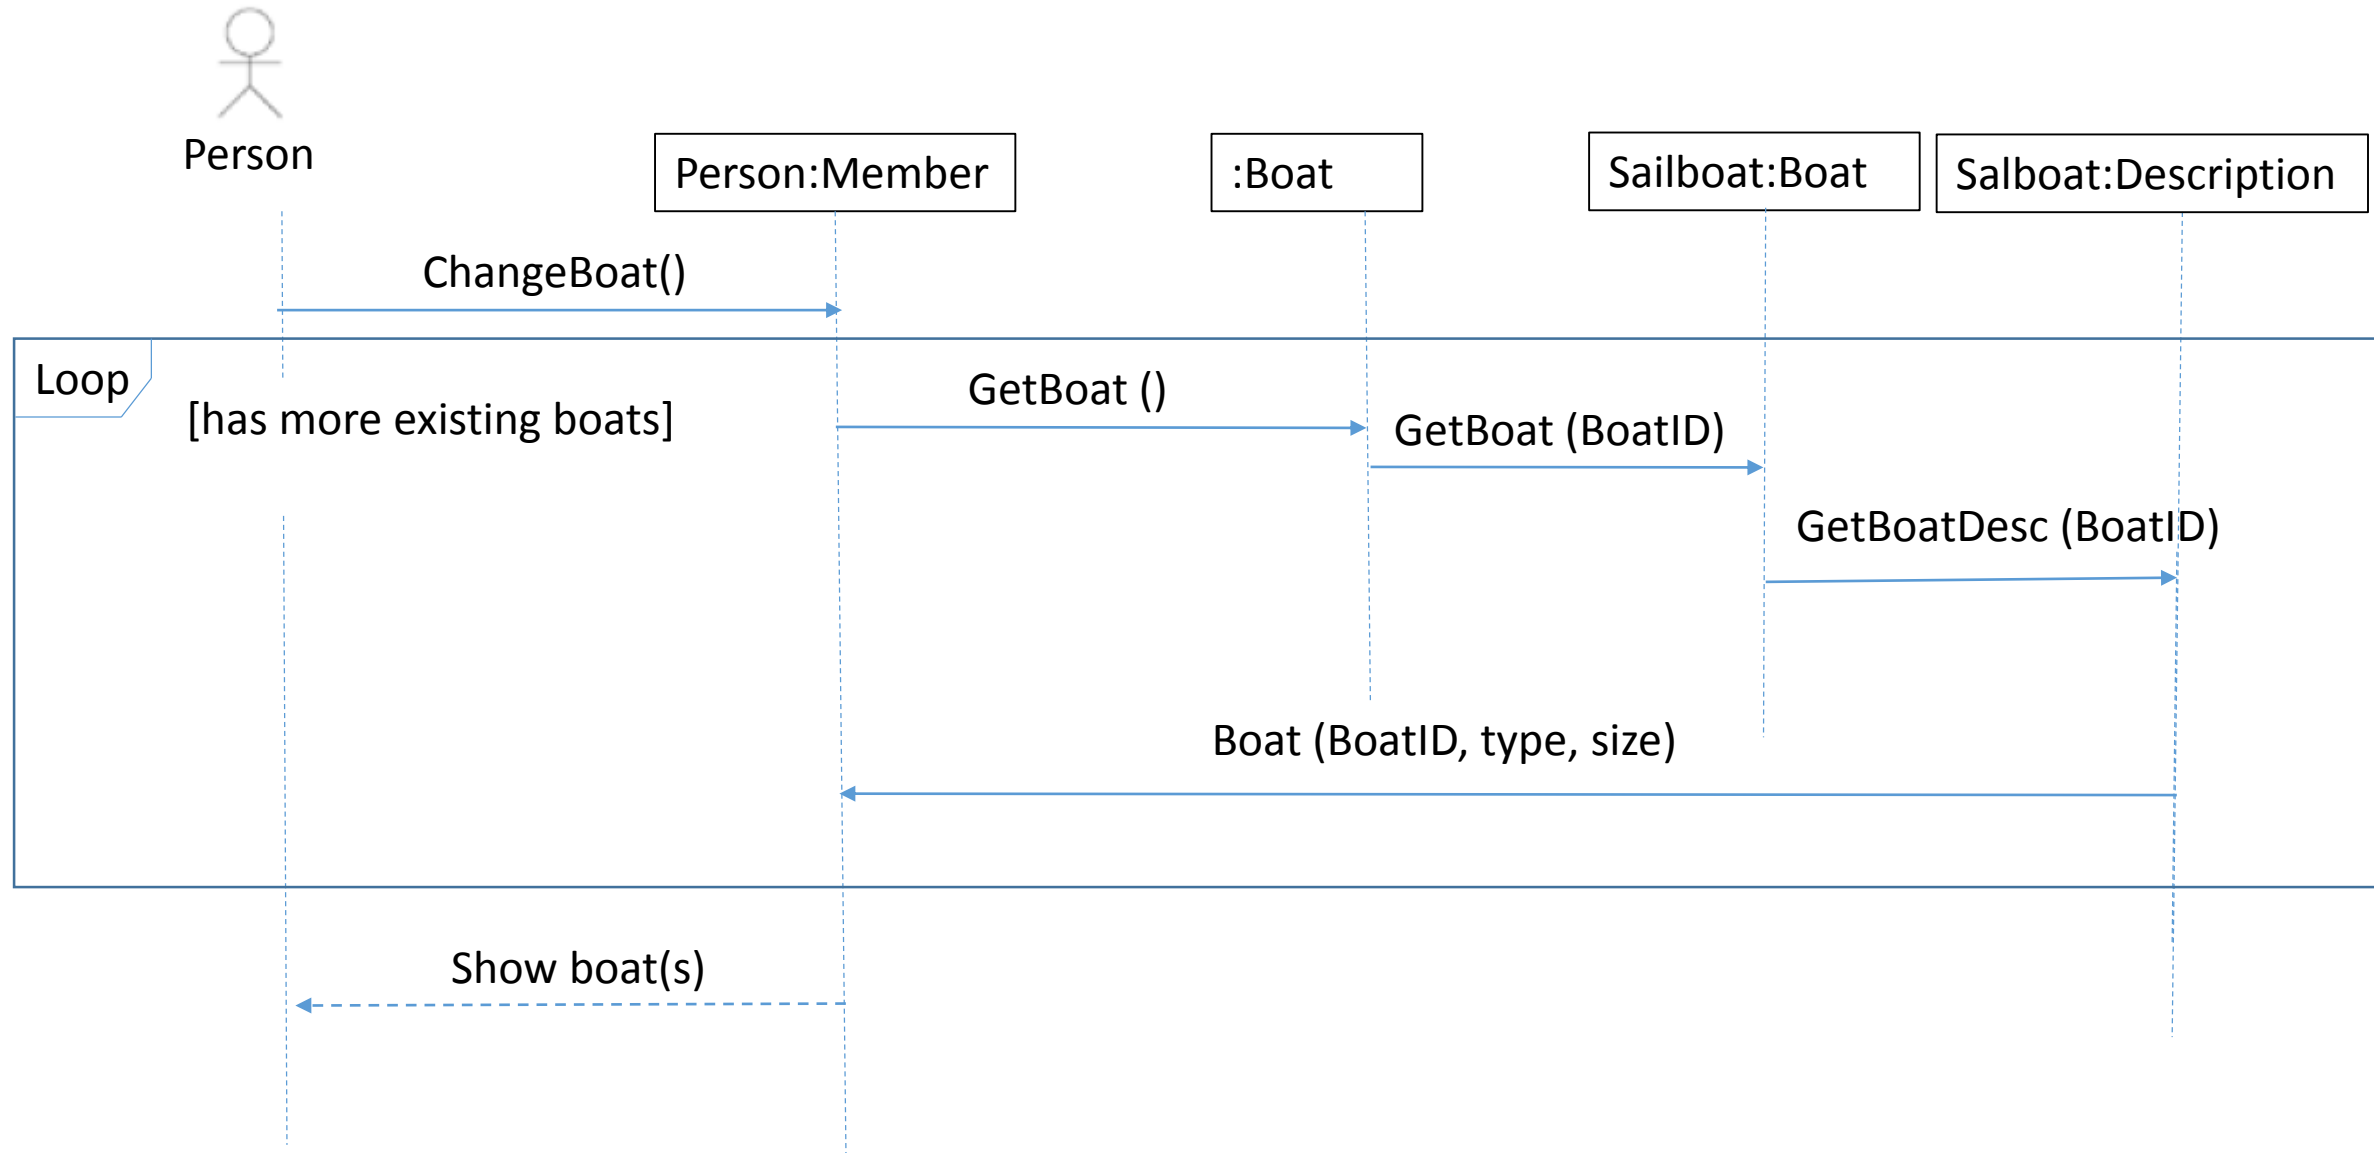 Person
Person:Member
:Boat
Sailboat:Boat
Salboat:Description
ChangeBoat()
Loop
[has more existing boats]
GetBoat ()
GetBoat (BoatID)
GetBoatDesc (BoatID)
Boat (BoatID, type, size)
Show boat(s)